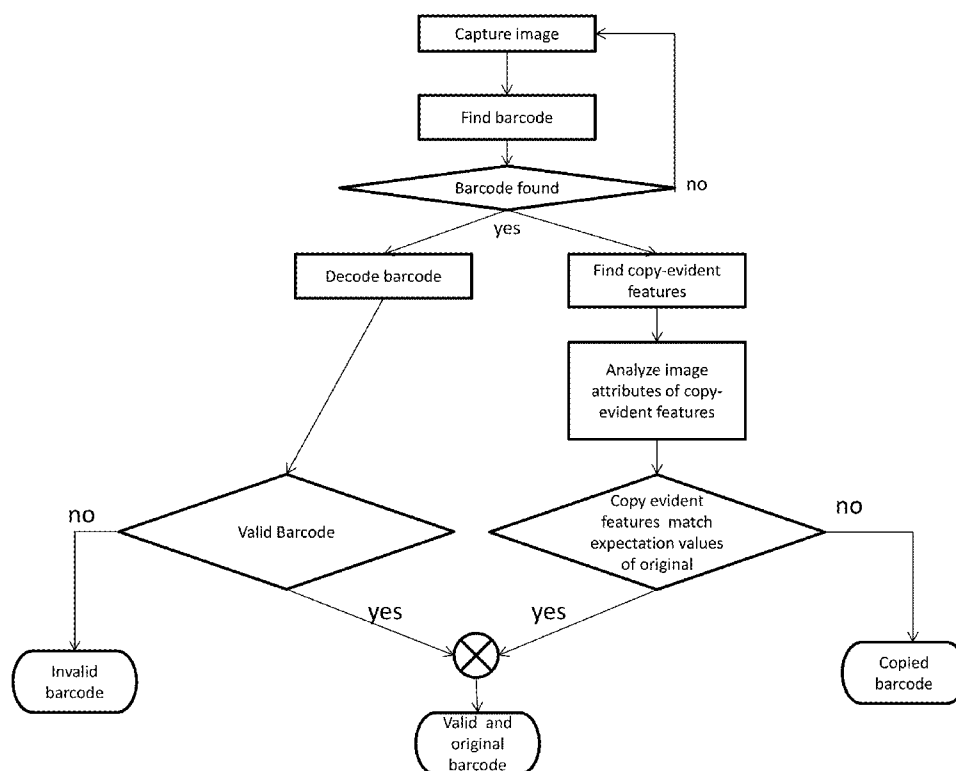 Capture image
Find barcode
Barcode found
no
yes
Decode barcode
Find copy-evident
features
Analyze image
attributes of copy-
evident features
no
Valid Barcode
Copy evident
features match
expectation values
of original
no
yes
yes
Invalid
barcode
Copied
barcode
Valid and
original
barcode